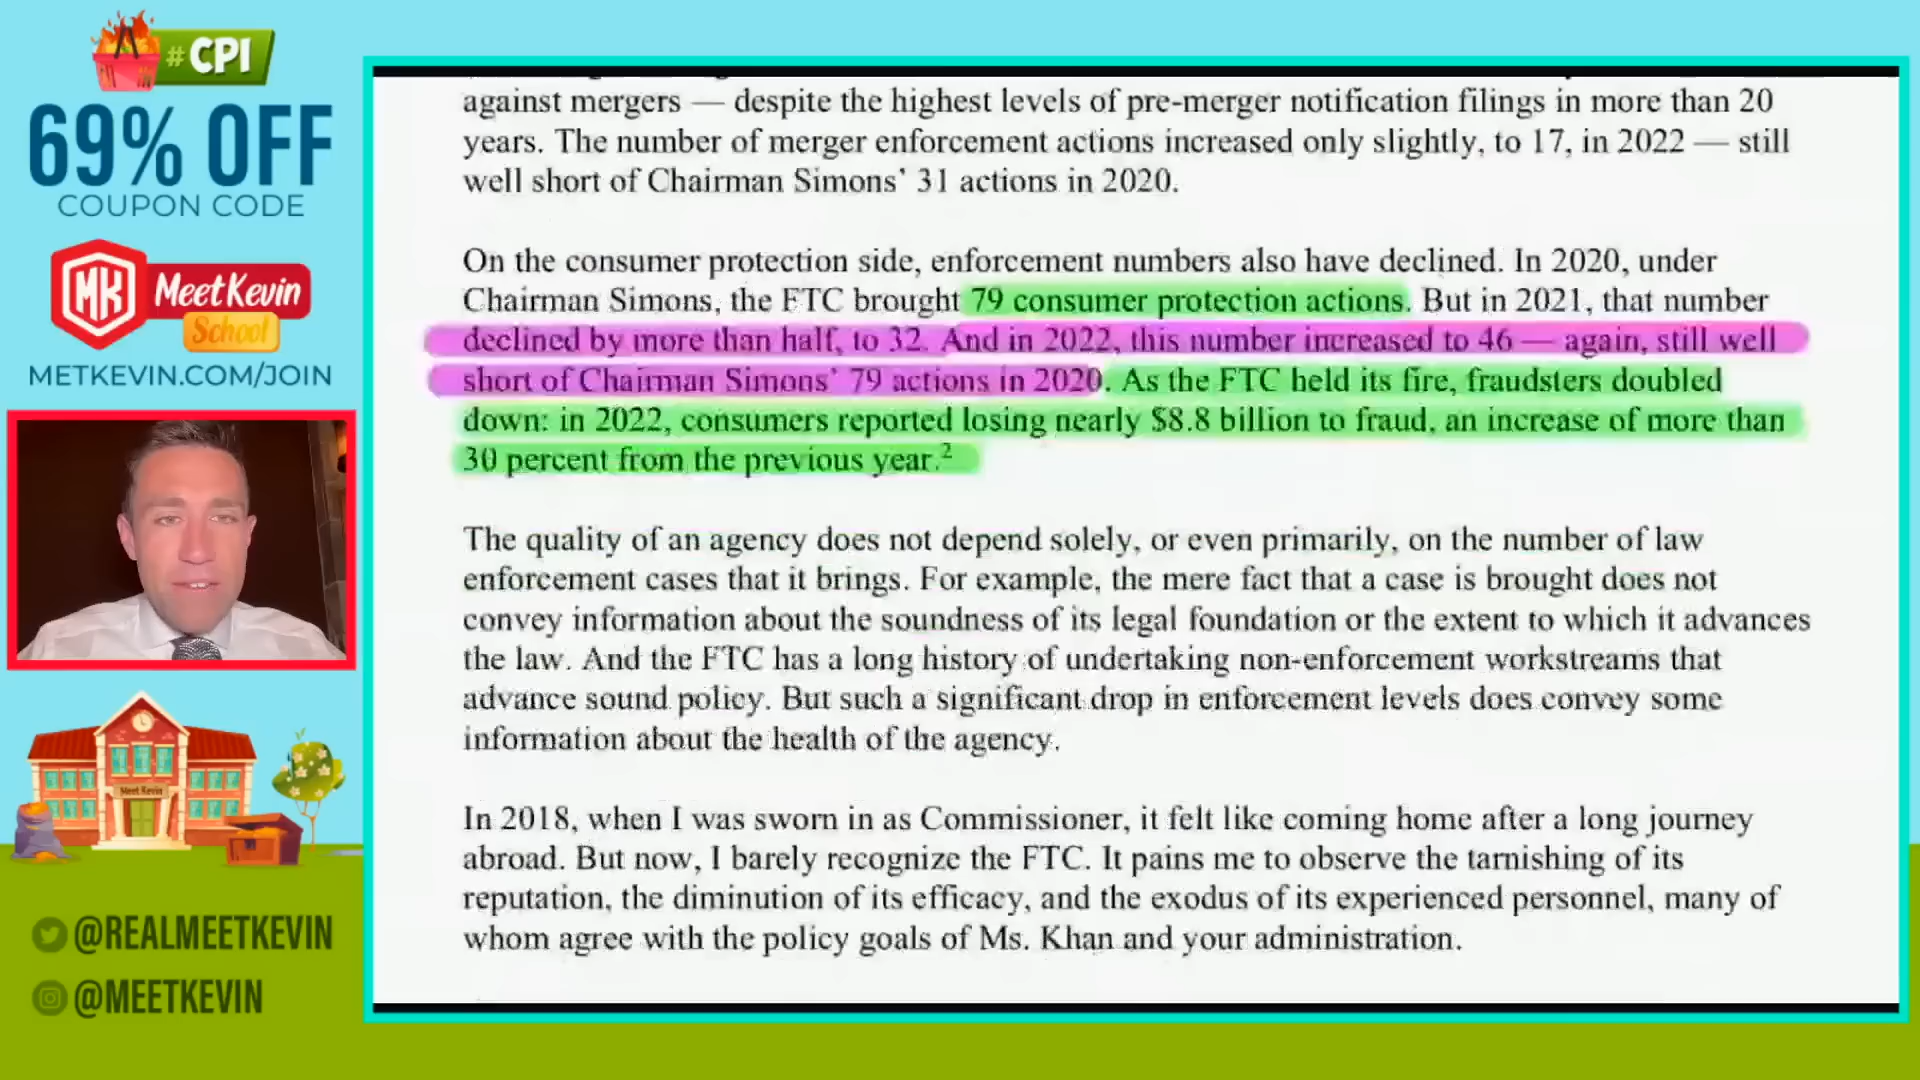 #CPI
69% OFF
COUPON CODE
MK
MeetKevin
School
METKEVIN.COM/JOIN
Meet Kevin
@REALMEETKEVIN
@MEETKEVIN
against mergers — despite the highest levels of pre-merger notification filings in more than 20
years. The number of merger enforcement actions increased only slightly, to 17, in 2022 — still
well short of Chairman Simons’ 31 actions in 2020.
On the consumer protection side, enforcement numbers also have declined. In 2020, under
Chairman Simons, the FTC brought 79 consumer protection actions. But in 2021, that number
declined by more than half, to 32. And in 2022, this number increased to 46 — again, still well
short of Chairman Simons’ 79 actions in 2020. As the FTC held its fire, fraudsters doubled
down: in 2022, consumers reported losing nearly $8.8 billion to fraud, an increase of more than
30 percent from the previous year.2
The quality of an agency does not depend solely, or even primarily, on the number of law
enforcement cases that it brings. For example, the mere fact that a case is brought does not
convey information about the soundness of its legal foundation or the extent to which it advances
the law. And the FTC has a long history of undertaking non-enforcement workstreams that
advance sound policy. But such a significant drop in enforcement levels does convey some
information about the health of the agency.
In 2018, when I was sworn in as Commissioner, it felt like coming home after a long journey
abroad. But now, I barely recognize the FTC. It pains me to observe the tarnishing of its
reputation, the diminution of its efficacy, and the exodus of its experienced personnel, many of
whom agree with the policy goals of Ms. Khan and your administration.